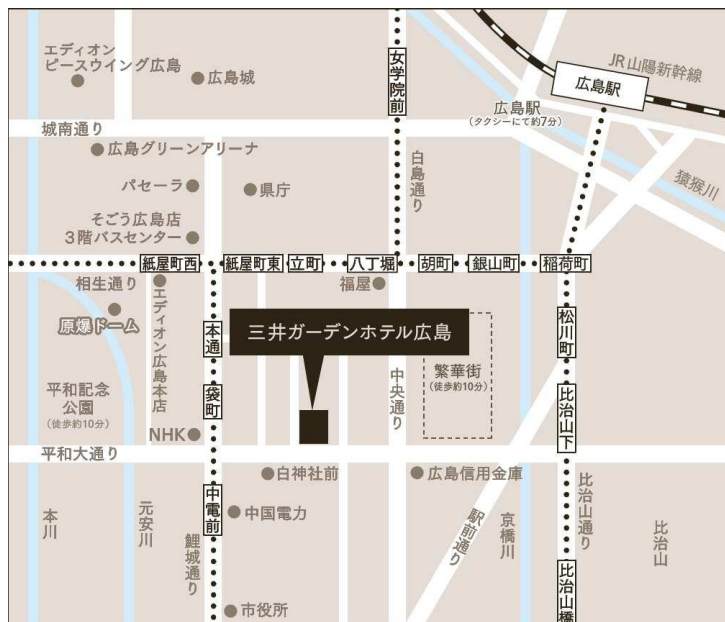 エディオン
ピースウイング広島
広島城
女学院前
JR山陽新幹線
広島駅
広島駅
（タクシーにて約7分）
城南通り
広島グリーンアリーナ
白島通り
猿猴川
パセーラ
県庁
そごう広島店
3階バスセンター
紙屋町西
紙屋町東
立町
八丁堀
胡町
銀山町
稲荷町
相生通り
福屋
原爆ドーム
エディオン広島本店
本通
三井ガーデンホテル広島
松川町
繁華街
（徒歩約10分）
中央通り
平和記念
公園
（徒歩約10分）
袋町
比治山下
NHK
平和大通り
白神社前
広島信用金庫
本川
元安川
中電前
中国電力
鯉城通り
駅前通り
京橋川
比治山通り
比治山
比治山橋
市役所